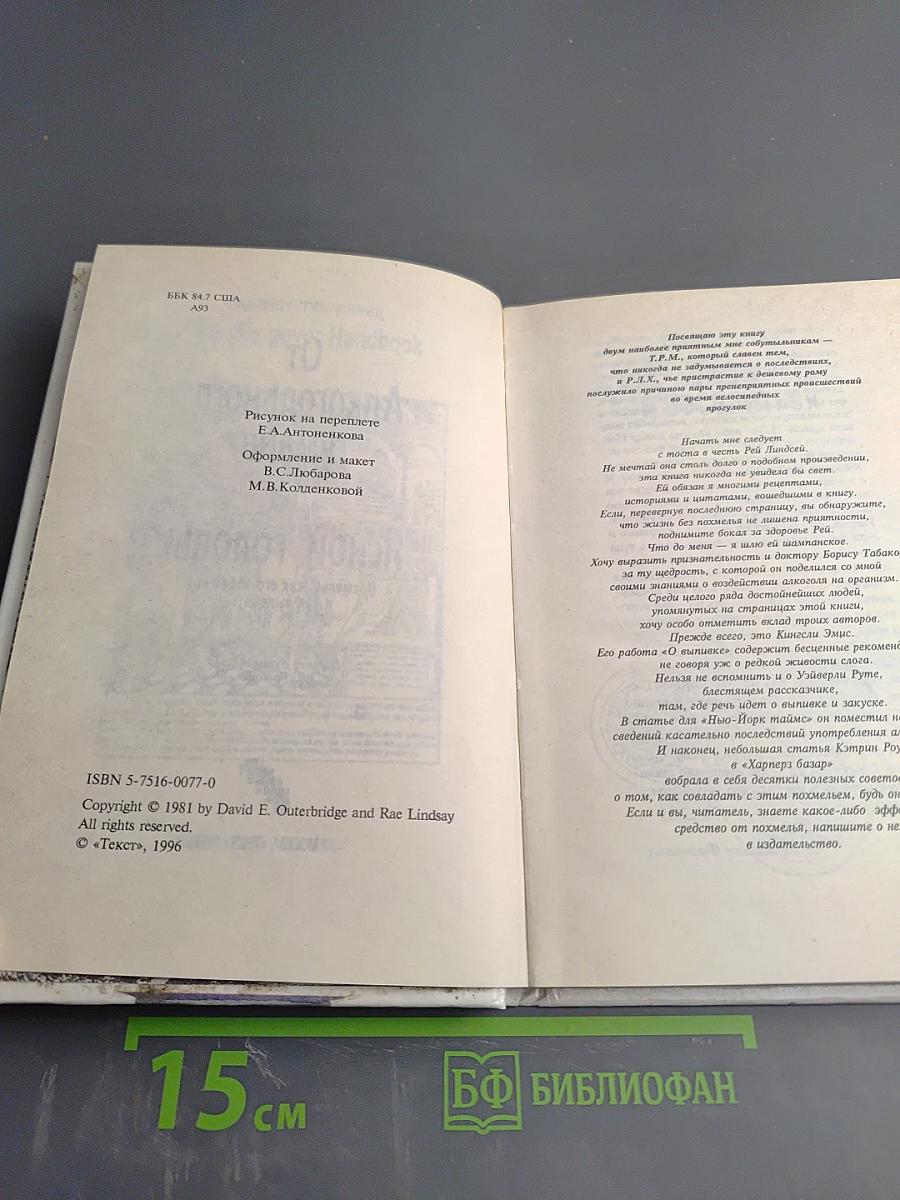 ББК 84.7 США
А93
Рисунок на переплете
Е.А.Антоненкова
Оформление и макет
В.С.Любарова
М.В.Колденковой
ISBN 5-7516-0077-0
Copyright © 1981 by David E. Outerbridge and Rae Lindsay
All rights reserved.
© «Текст», 1996
Посвящаю эту книгу
двум наиболее приятным мне собутыльникам —
Т.Р.М., который славен тем,
что никогда не задумывается о последствиях,
и Р.Л.Х., чье пристрастие к дешевому рому
послужило причиною пары пренеприятных происшествий
во время велосипедных
прогулок
Начать мне следует
с тоста в честь Рей Линдсей.
Не мечтай она столь долго о подобном произведении,
эта книга никогда не увидела бы свет.
Ей обязан я многими рецептами,
историями и цитатами, вошедшими в книгу.
Если, перевернув последнюю страницу, вы обнаружите,
что жизнь без похмелья не лишена приятности,
поднимите бокал за здоровье Рей.
Что до меня — я шлю ей шампанское.
Хочу выразить признательность и доктору Борису Табако
за ту щедрость, с которой он поделился со мной
своими знаниями о воздействии алкоголя на организм.
Среди целого ряда достойнейших людей,
упомянутых на страницах этой книги,
хочу особо отметить вклад троих авторов.
Прежде всего, это Кингсли Эмис.
Его работа «О выпивке» содержит бесценные рекоменд
не говоря уж о редкой живости слога.
Нельзя не вспомнить и о Уэйверли Руте,
блестящем рассказчике,
там, где речь идет о выпивке и закуске.
В статье для «Нью-Йорк таймс» он поместил н
сведений касательно последствий употребления ал
И наконец, небольшая статья Кэтрин Роу
в «Харперз базар»
вобрала в себя десятки полезных совето
о том, как совладать с этим похмельем, будь он
Если и вы, читатель, знаете какое-либо эфф
средство от похмелья, напишите о не
в издательство.
15 см
БФ БИБЛИОФАН